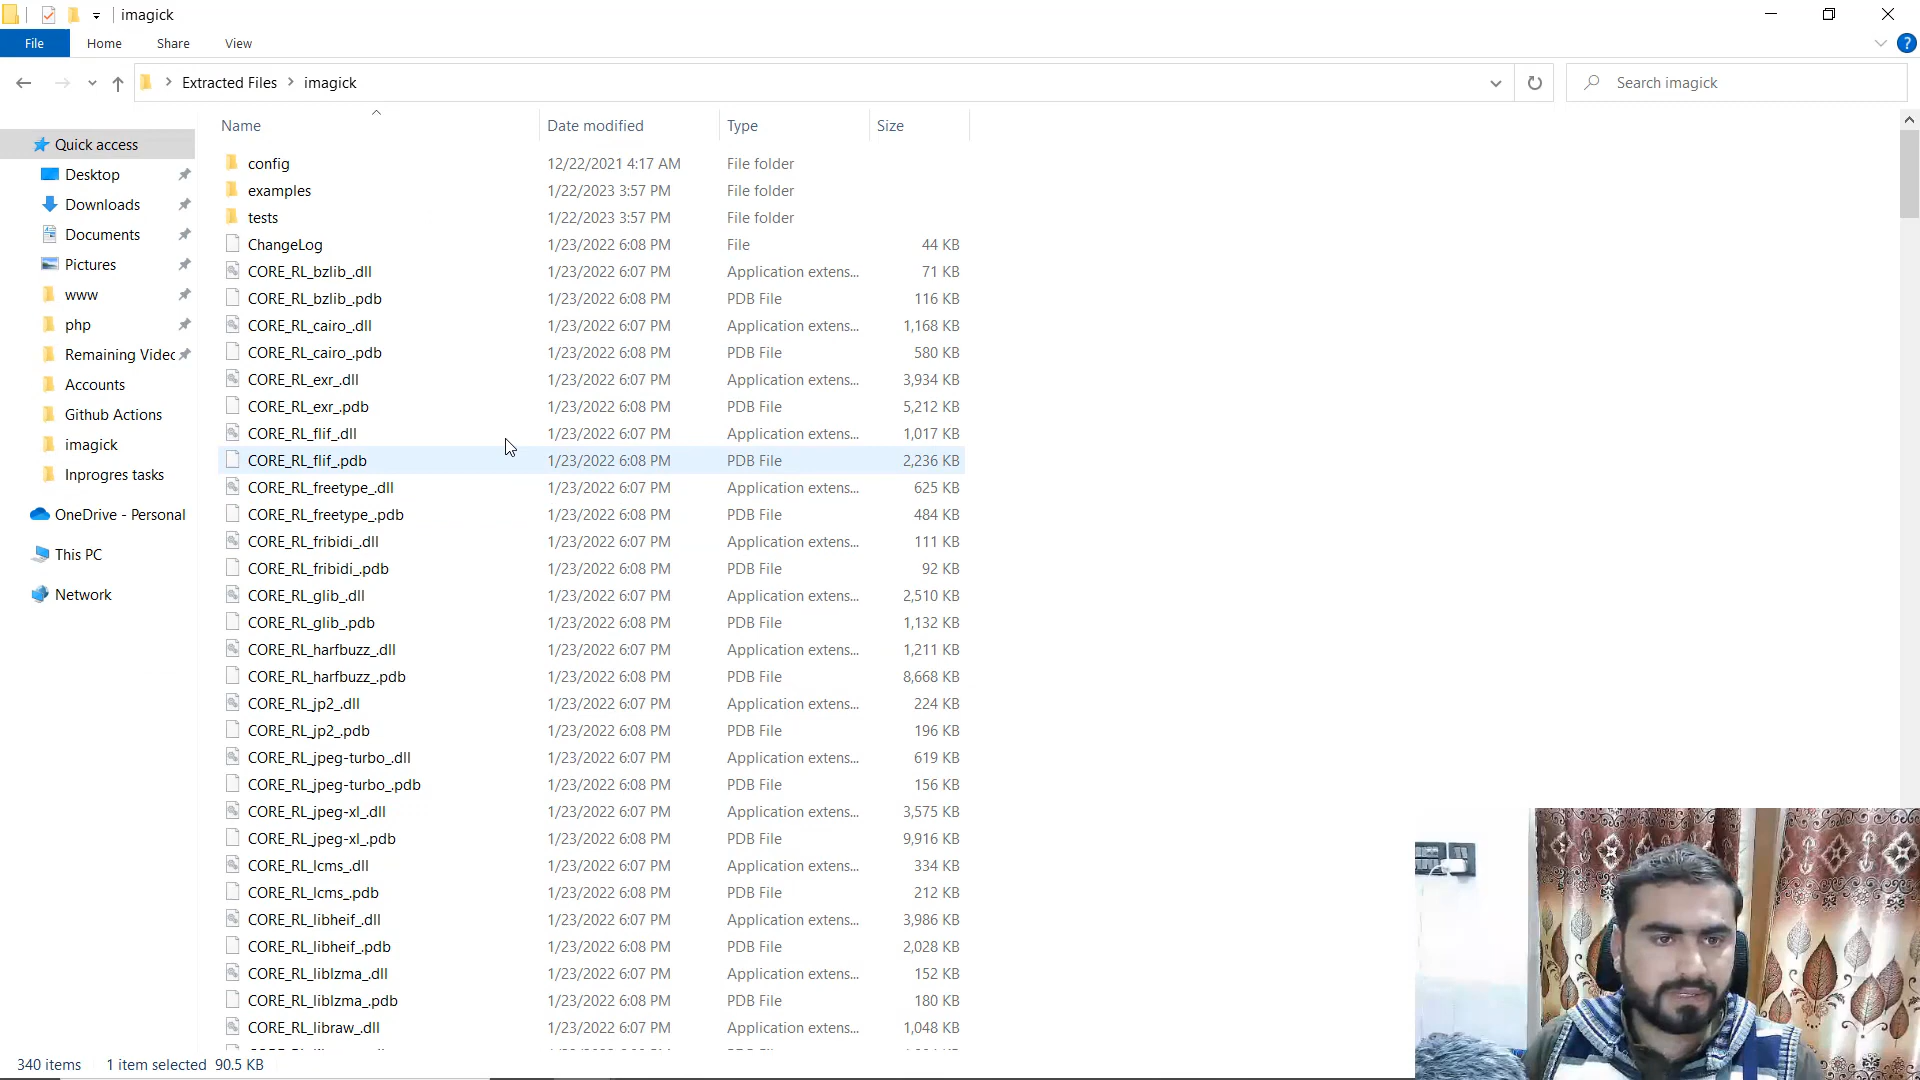 imagick
File Home Share View
Extracted Files imagick
Search imagick
Name Date modified Type Size
Quick access
Desktop
Downloads
Documents
Pictures
www
php
Remaining Videc
Accounts
Github Actions
imagick
Inprogres tasks
OneDrive - Personal
This PC
Network
config 12/22/2021 4:17 AM File folder
examples 1/22/2023 3:57 PM File folder
tests 1/22/2023 3:57 PM File folder
ChangeLog 1/23/2022 6:08 PM File 44 KB
CORE_RL_bzlib_.dll 1/23/2022 6:07 PM Application extens... 71 KB
CORE_RL_bzlib_.pdb 1/23/2022 6:08 PM PDB File 116 KB
CORE_RL_cairo_.dll 1/23/2022 6:07 PM Application extens... 1,168 KB
CORE_RL_cairo_.pdb 1/23/2022 6:08 PM PDB File 580 KB
CORE_RL_exr_.dll 1/23/2022 6:07 PM Application extens... 3,934 KB
CORE_RL_exr_.pdb 1/23/2022 6:08 PM PDB File 5,212 KB
CORE_RL_flif_.dll 1/23/2022 6:07 PM Application extens... 1,017 KB
CORE_RL_flif_.pdb 1/23/2022 6:08 PM PDB File 2,236 KB
CORE_RL_freetype_.dll 1/23/2022 6:07 PM Application extens... 625 KB
CORE_RL_freetype_.pdb 1/23/2022 6:08 PM PDB File 484 KB
CORE_RL_fribidi_.dll 1/23/2022 6:07 PM Application extens... 111 KB
CORE_RL_fribidi_.pdb 1/23/2022 6:08 PM PDB File 92 KB
CORE_RL_glib_.dll 1/23/2022 6:07 PM Application extens... 2,510 KB
CORE_RL_glib_.pdb 1/23/2022 6:08 PM PDB File 1,132 KB
CORE_RL_harfbuzz_.dll 1/23/2022 6:07 PM Application extens... 1,211 KB
CORE_RL_harfbuzz_.pdb 1/23/2022 6:08 PM PDB File 8,668 KB
CORE_RL_jp2_.dll 1/23/2022 6:07 PM Application extens... 224 KB
CORE_RL_jp2_.pdb 1/23/2022 6:08 PM PDB File 196 KB
CORE_RL_jpeg-turbo_.dll 1/23/2022 6:07 PM Application extens... 619 KB
CORE_RL_jpeg-turbo_.pdb 1/23/2022 6:08 PM PDB File 156 KB
CORE_RL_jpeg-xl_.dll 1/23/2022 6:07 PM Application extens... 3,575 KB
CORE_RL_jpeg-xl_.pdb 1/23/2022 6:08 PM PDB File 9,916 KB
CORE_RL_lcms_.dll 1/23/2022 6:07 PM Application extens... 334 KB
CORE_RL_lcms_.pdb 1/23/2022 6:08 PM PDB File 212 KB
CORE_RL_libheif_.dll 1/23/2022 6:07 PM Application extens... 3,986 KB
CORE_RL_libheif_.pdb 1/23/2022 6:08 PM PDB File 2,028 KB
CORE_RL_liblzma_.dll 1/23/2022 6:07 PM Application extens... 152 KB
CORE_RL_liblzma_.pdb 1/23/2022 6:08 PM PDB File 180 KB
CORE_RL_libraw_.dll 1/23/2022 6:07 PM Application extens... 1,048 KB
340 items 1 item selected 90.5 KB